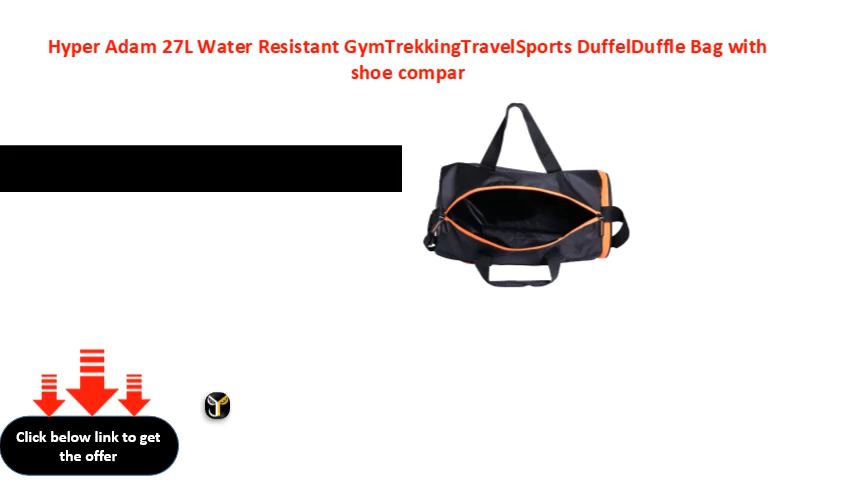 Hyper Adam 27L Water Resistant GymTrekkingTravelSports DuffelDuffle Bag with
shoe compar
Click below link to get
the offer